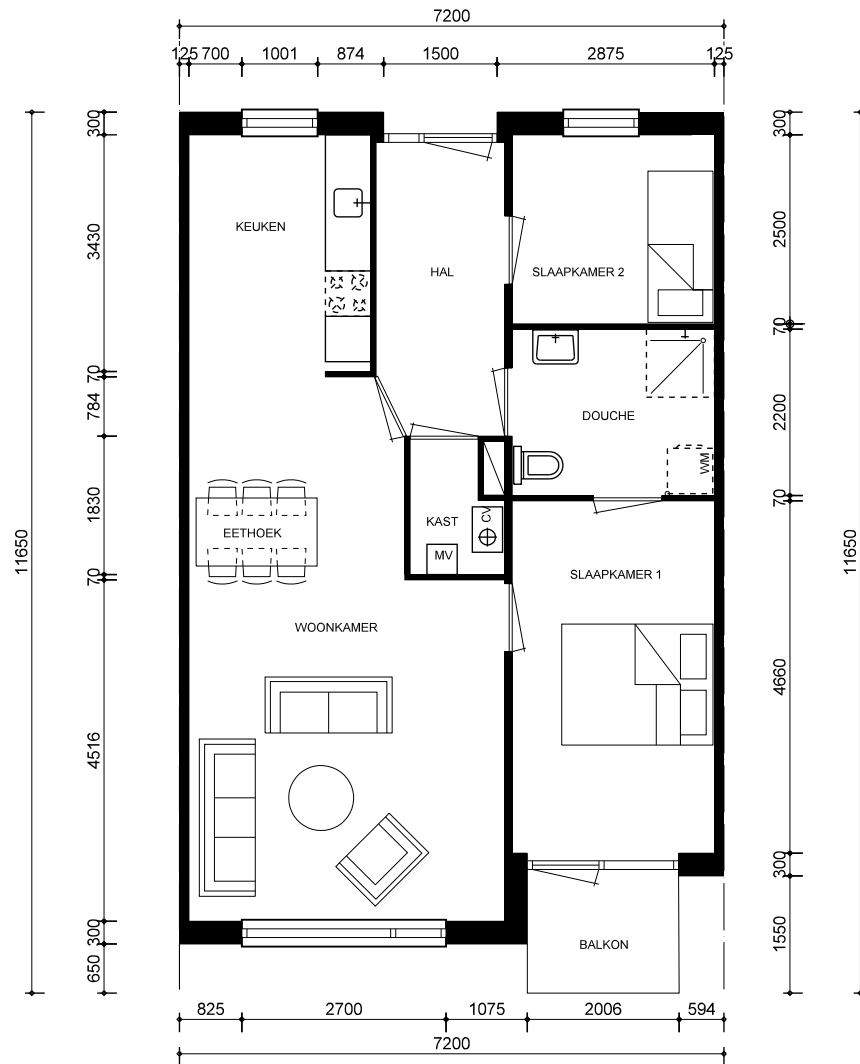 7200
125 700 1001 874 1500 2875 125
300
3430
70
784
1830
70
4516
300
650
11650
KEUKEN
HAL
SLAAPKAMER 2
DOUCHE
WM
EETHOEK
KAST
CV
MV
SLAAPKAMER 1
WOONKAMER
BALKON
300
2500
70
2200
70
4660
300
1550
11650
825 2700 1075 2006 594
7200